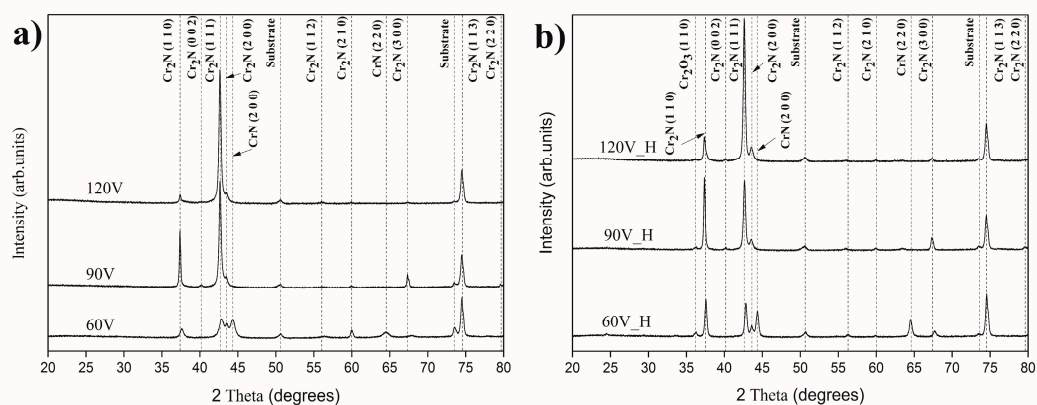 a)
Cr2N (1 1 0)
Cr2N (0 0 2)
Cr2N (1 1 1)
Cr2N (2 0 0)
Substrate
Cr2N (1 1 2)
Cr2N (2 1 0)
CrN (2 2 0)
Cr2N (3 0 0)
Substrate
Cr2N (1 1 3)
Cr2N (2 2 0)
CrN (2 0 0)
120V
90V
60V
Intensity (arb.units)
20 25 30 35 40 45 50 55 60 65 70 75 80
2 Theta (degrees)
b)
Cr2O3 (1 1 0)
Cr2N (0 0 2)
Cr2N (1 1 1)
Cr2N (2 0 0)
Substrate
Cr2N (1 1 2)
Cr2N (2 1 0)
CrN (2 2 0)
Cr2N (3 0 0)
Substrate
Cr2N (1 1 3)
Cr2N (2 2 0)
Cr2N (1 1 0)
CrN (2 0 0)
120V_H
90V_H
60V_H
Intensity (arb.units)
20 25 30 35 40 45 50 55 60 65 70 75 80
2 Theta (degrees)